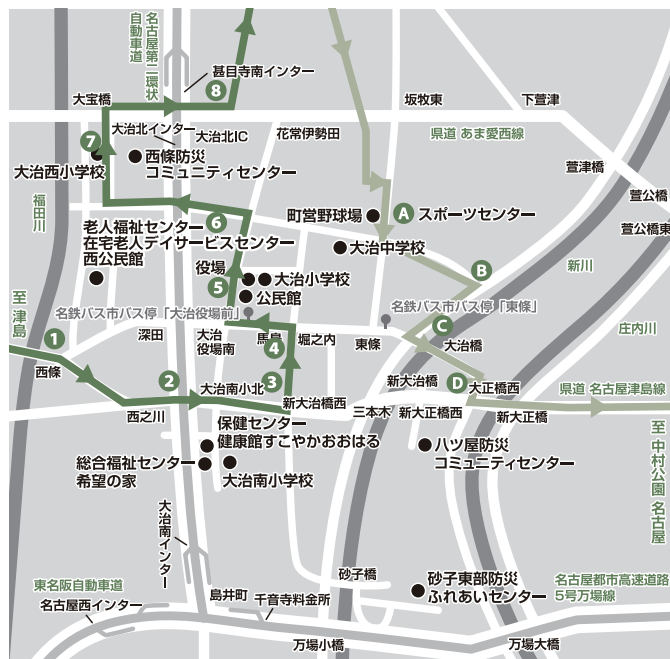 名古屋第二環状
自動車道
甚目寺南インター
8
大宝橋
坂牧東
下萱津
大治北インター
大治北IC
花常伊勢田
県道 あま愛西線
7
西條防災
コミュニティセンター
大治西小学校
萱津橋
萱公橋
萱公橋東
福田川
町営野球場
A
スポーツセンター
6
老人福祉センター
在宅老人デイサービスセンター
西公民館
大治中学校
B
新川
役場
5
大治小学校
公民館
至 津島
名鉄バス市バス停「大治役場前」
名鉄バス市バス停「東條」
庄内川
1
深田
大治
役場南
馬島
堀之内
東條
C
大治橋
4
西條
2
大治南小北
3
新大治橋
D
大正橋西
県道 名古屋津島線
西之川
新大治橋西
三本木
新大正橋西
新大正橋
保健センター
健康館すこやかおおはる
総合福祉センター
希望の家
大治南小学校
八ツ屋防災
コミュニティセンター
至 中村公園 名古屋
大治南インター
砂子橋
東名阪自動車道
名古屋西インター
島井町
千音寺料金所
砂子東部防災
ふれあいセンター
名古屋都市高速道路
5号万場線
万場小橋
万場大橋